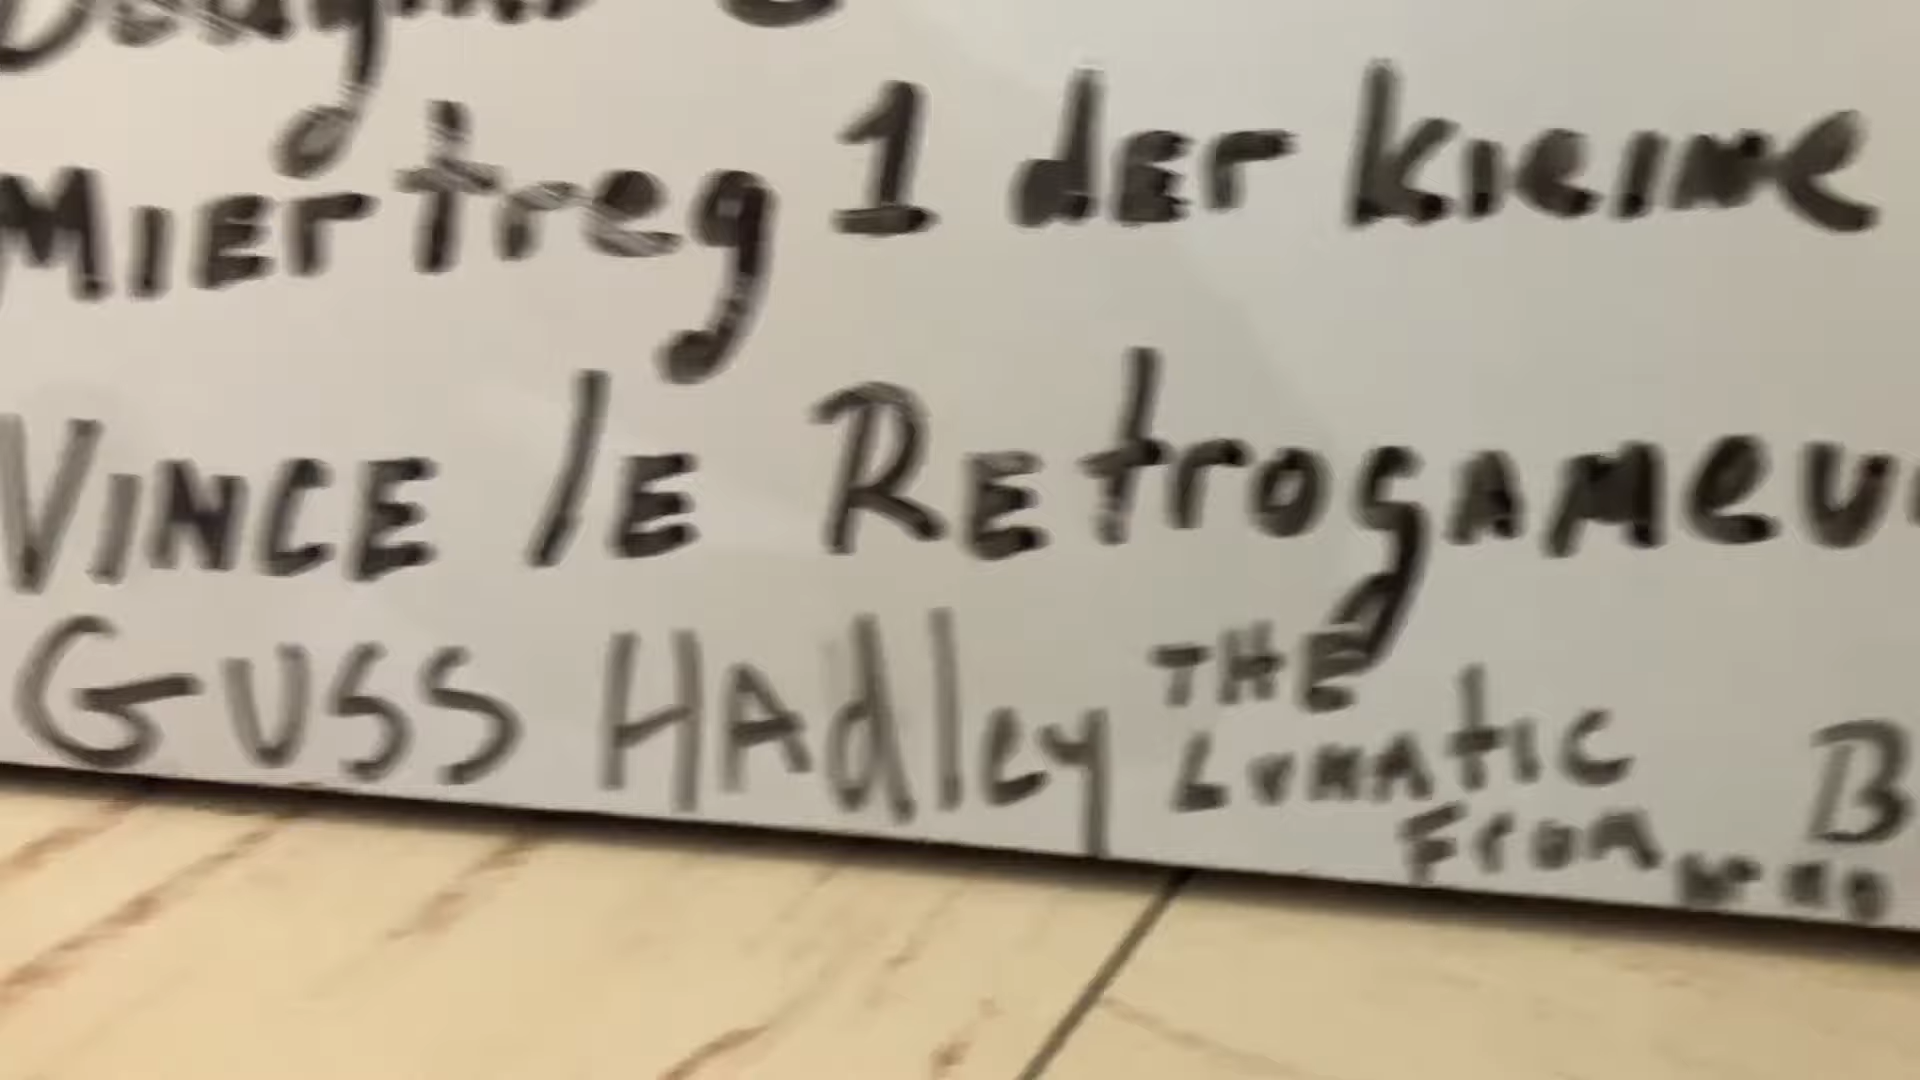 MIERtreg 1 dER KlEINE
VINCE lE REtrogAMEU
GUSS HAdley THE
LUNAtIC
From
B